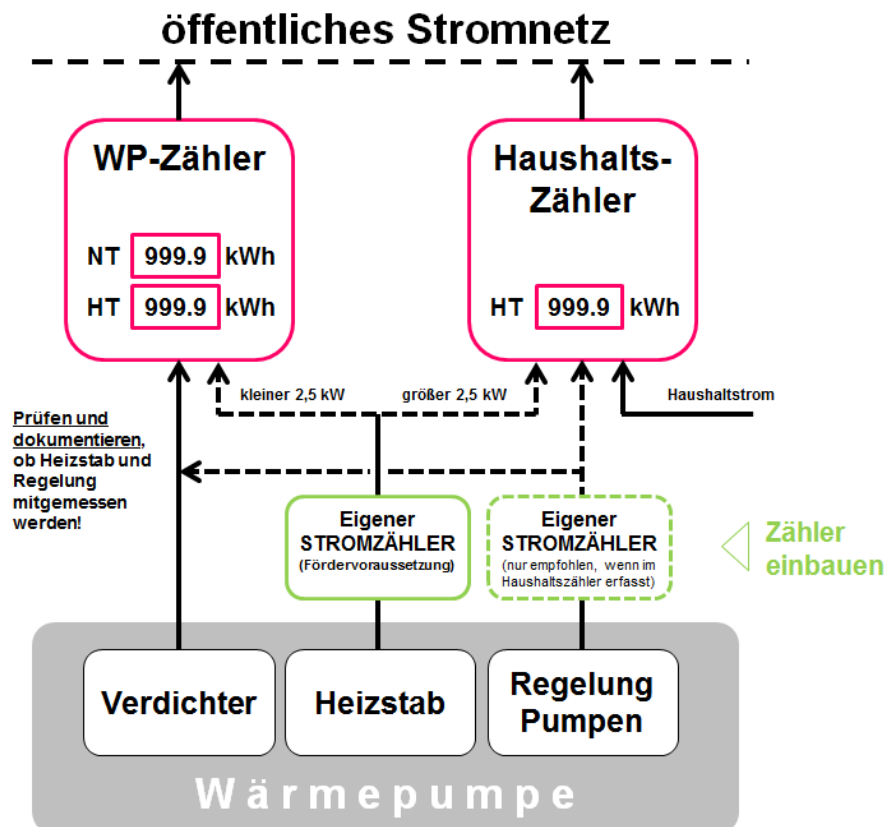 öffentliches Stromnetz
WP-Zähler
NT 999.9 kWh
HT 999.9 kWh
Haushalts-
Zähler
HT 999.9 kWh
kleiner 2,5 kW
größer 2,5 kW
Haushaltstrom
Prüfen und
dokumentieren,
ob Heizstab und
Regelung
mitgemessen
werden!
Eigener
STROMZÄHLER
(Fördervoraussetzung)
Eigener
STROMZÄHLER
(nur empfohlen, wenn im
Haushaltszähler erfasst)
Zähler
einbauen
Verdichter
Heizstab
Regelung
Pumpen
Wärmepumpe